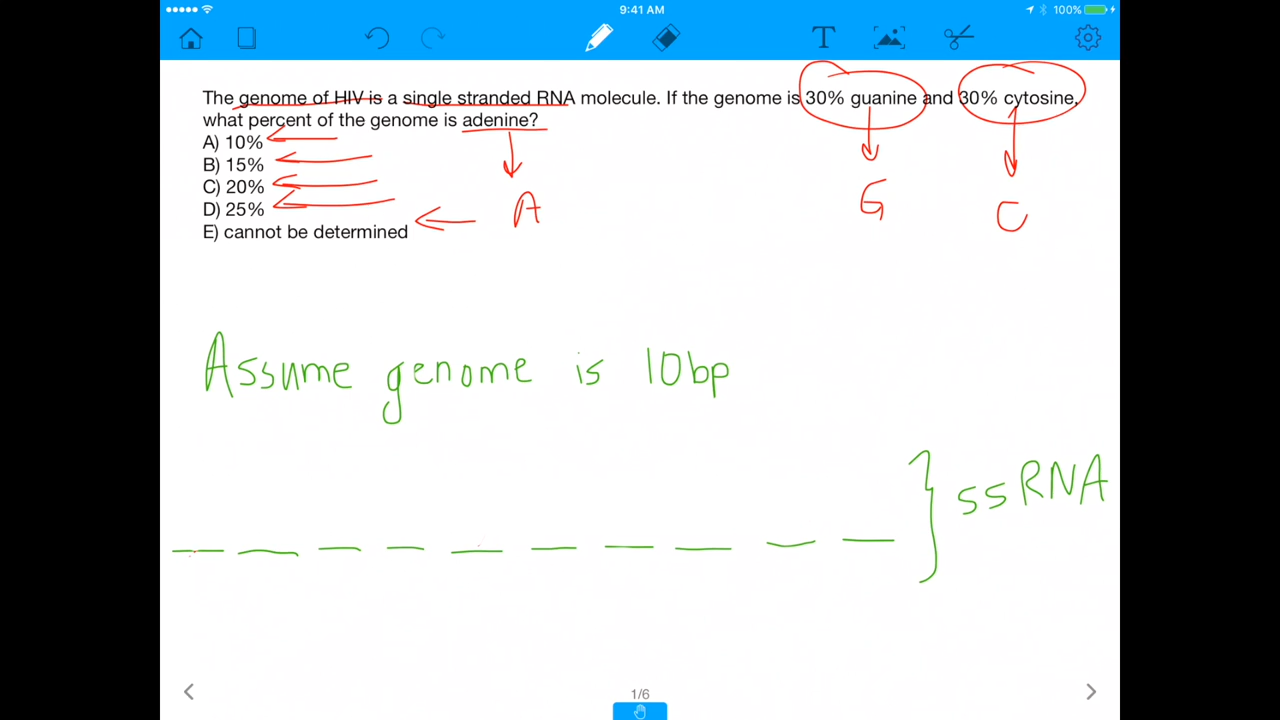 9:41 AM
100%
T
The genome of HIV is a single stranded RNA molecule. If the genome is 30% guanine and 30% cytosine,
what percent of the genome is adenine?
A) 10%
B) 15%
C) 20%
D) 25%
E) cannot be determined
A
G
C
Assume genome is 10bp
ssRNA
1/6